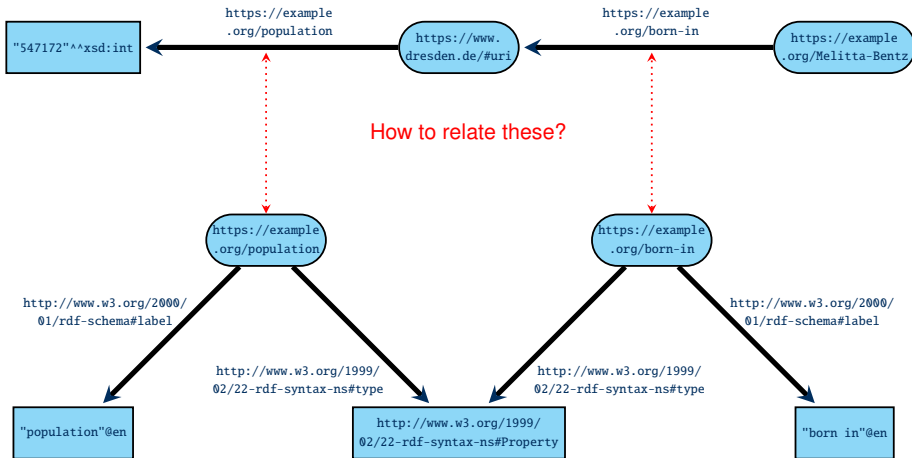 https://example
.org/population
https://example
.org/born-in
"547172"^^xsd:int
https://www.
dresden.de/#uri
https://example
.org/Melitta-Bentz
How to relate these?
https://example
.org/population
https://example
.org/born-in
http://www.w3.org/2000/
01/rdf-schema#label
http://www.w3.org/2000/
01/rdf-schema#label
http://www.w3.org/1999/
02/22-rdf-syntax-ns#type
http://www.w3.org/1999/
02/22-rdf-syntax-ns#type
"population"@en
http://www.w3.org/1999/
02/22-rdf-syntax-ns#Property
"born in"@en